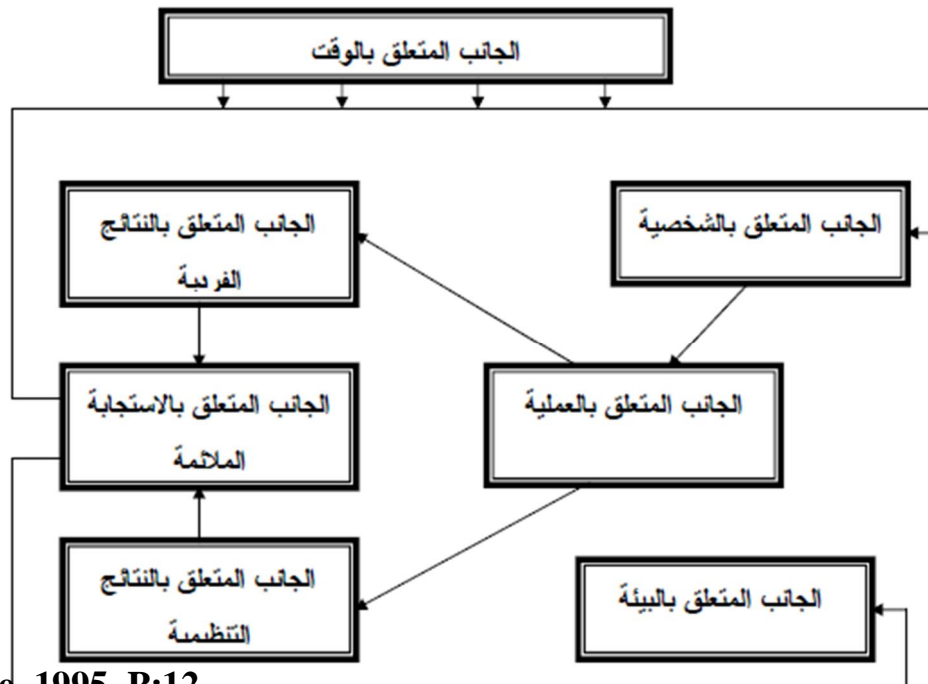 الجانب المتعلق بالوقت
الجانب المتعلق بالشخصية
الجانب المتعلق بالنتائج
الفردية
الجانب المتعلق بالعملية
الجانب المتعلق بالاستجابة
الملائمة
الجانب المتعلق بالبيئة
الجانب المتعلق بالنتائج
التنظيمية
1995, P:12